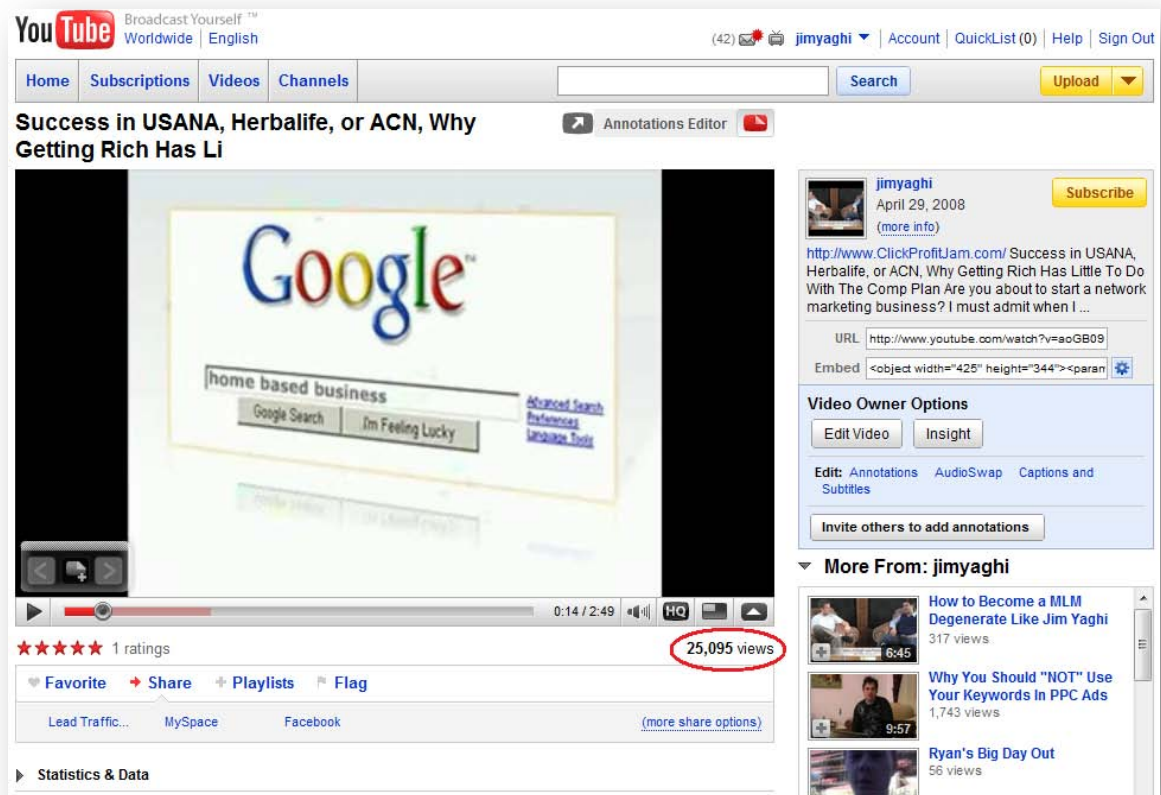 YouTube
Broadcast Yourself ™
Worldwide | English
(42) jimyaghi | Account | QuickList (0) | Help | Sign Out
Home Subscriptions Videos Channels
Search
Upload
Success in USANA, Herbalife, or ACN, Why
Getting Rich Has Li
Annotations Editor
Google™
home based business
Google Search I'm Feeling Lucky
Advanced Search
Preferences
Language Tools
0:14 / 2:49 HQ
1 ratings
25,095 views
Favorite Share Playlists Flag
Lead Traffic... MySpace Facebook (more share options)
Statistics & Data
jimyaghi
April 29, 2008
(more info)
Subscribe
http://www.ClickProfitJam.com/ Success in USANA,
Herbalife, or ACN, Why Getting Rich Has Little To Do
With The Comp Plan Are you about to start a network
marketing business? I must admit when I ...
URL http://www.youtube.com/watch?v=aoGB09
Embed <object width="425" height="344"><param
Video Owner Options
Edit Video Insight
Edit: Annotations AudioSwap Captions and
Subtitles
Invite others to add annotations
More From: jimyaghi
How to Become a MLM
Degenerate Like Jim Yaghi
317 views
6:45
Why You Should "NOT" Use
Your Keywords In PPC Ads
1,743 views
9:57
Ryan's Big Day Out
56 views